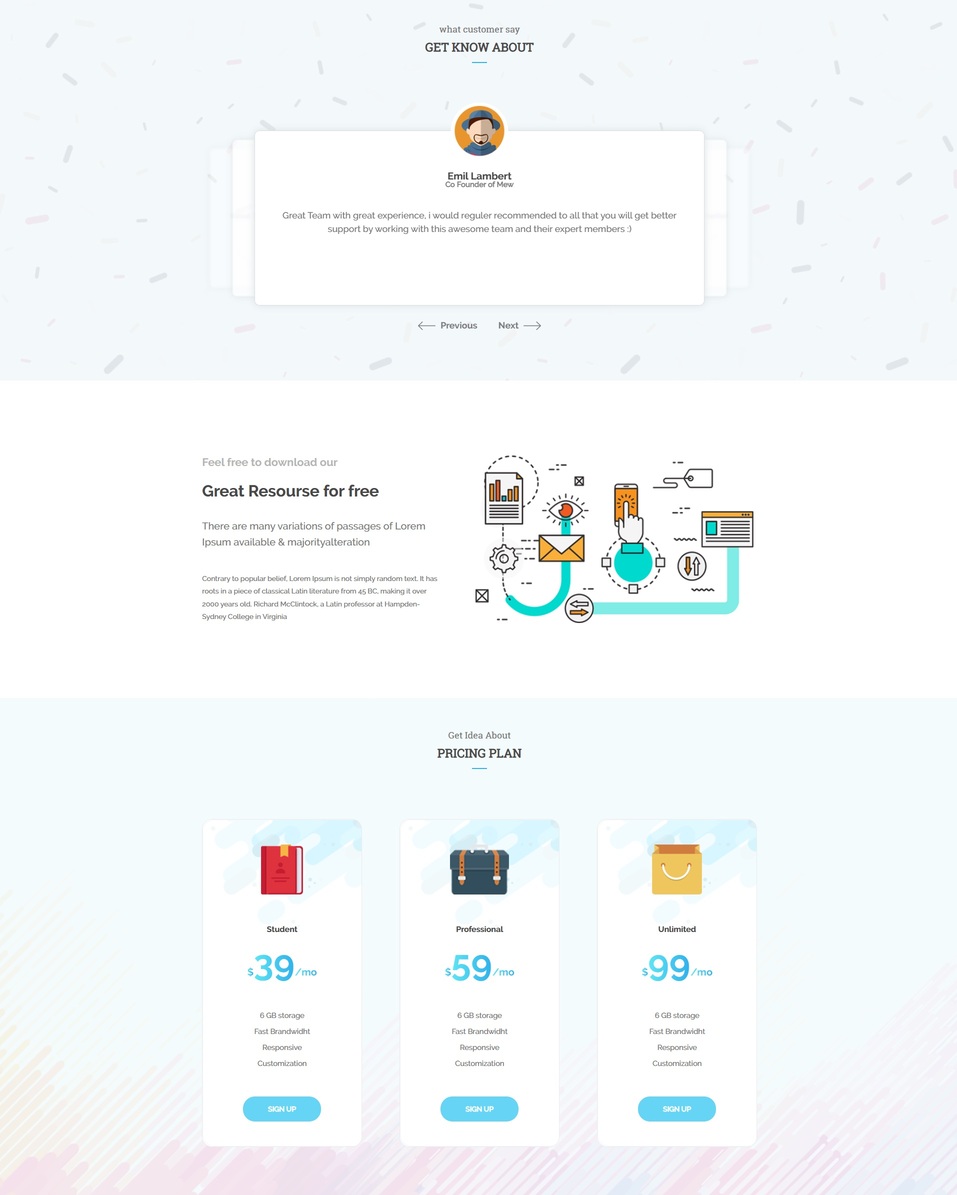 what customer say
GET KNOW ABOUT
Emil Lambert
Co Founder of Mew
Great Team with great experience, i would reguler recommended to all that you will get better
support by working with this awesome team and their expert members :)
Previous
Next
Feel free to download our
Great Resourse for free
There are many variations of passages of Lorem
Ipsum available & majorityalteration
Contrary to popular belief, Lorem Ipsum is not simply random text. It has
roots in a piece of classical Latin literature from 45 BC, making it over
2000 years old. Richard McClintock, a Latin professor at Hampden-
Sydney College in Virginia
Get Idea About
PRICING PLAN
Student
$39/mo
6 GB storage
Fast Brandwidht
Responsive
Customization
SIGN UP
Professional
$59/mo
6 GB storage
Fast Brandwidht
Responsive
Customization
SIGN UP
Unlimited
$99/mo
6 GB storage
Fast Brandwidht
Responsive
Customization
SIGN UP